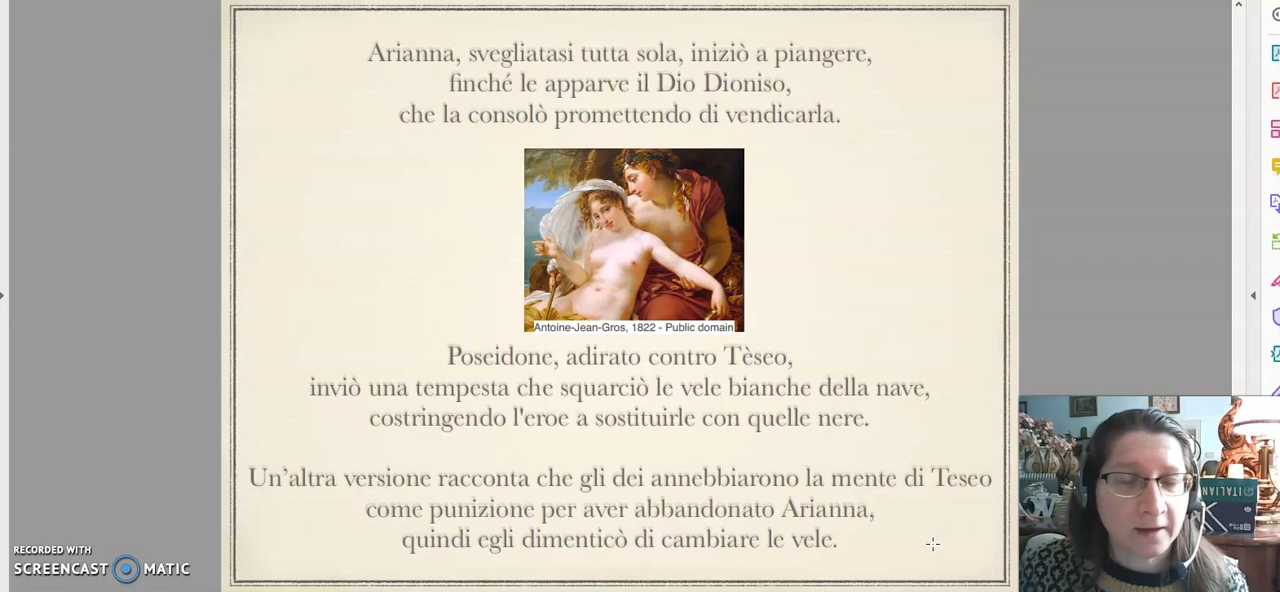 Arianna, svegliatasi tutta sola, iniziò a piangere,
finché le apparve il Dio Dioniso,
che la consolò promettendo di vendicarla.
Antoine-Jean-Gros, 1822 - Public domain
Poseidone, adirato contro Tèseo,
inviò una tempesta che squarciò le vele bianche della nave,
costringendo l'eroe a sostituirle con quelle nere.
Un’altra versione racconta che gli dei annebbiarono la mente di Teseo
come punizione per aver abbandonato Arianna,
quindi egli dimenticò di cambiare le vele.
RECORDED WITH
SCREENCAST MATIC
ITALIAN